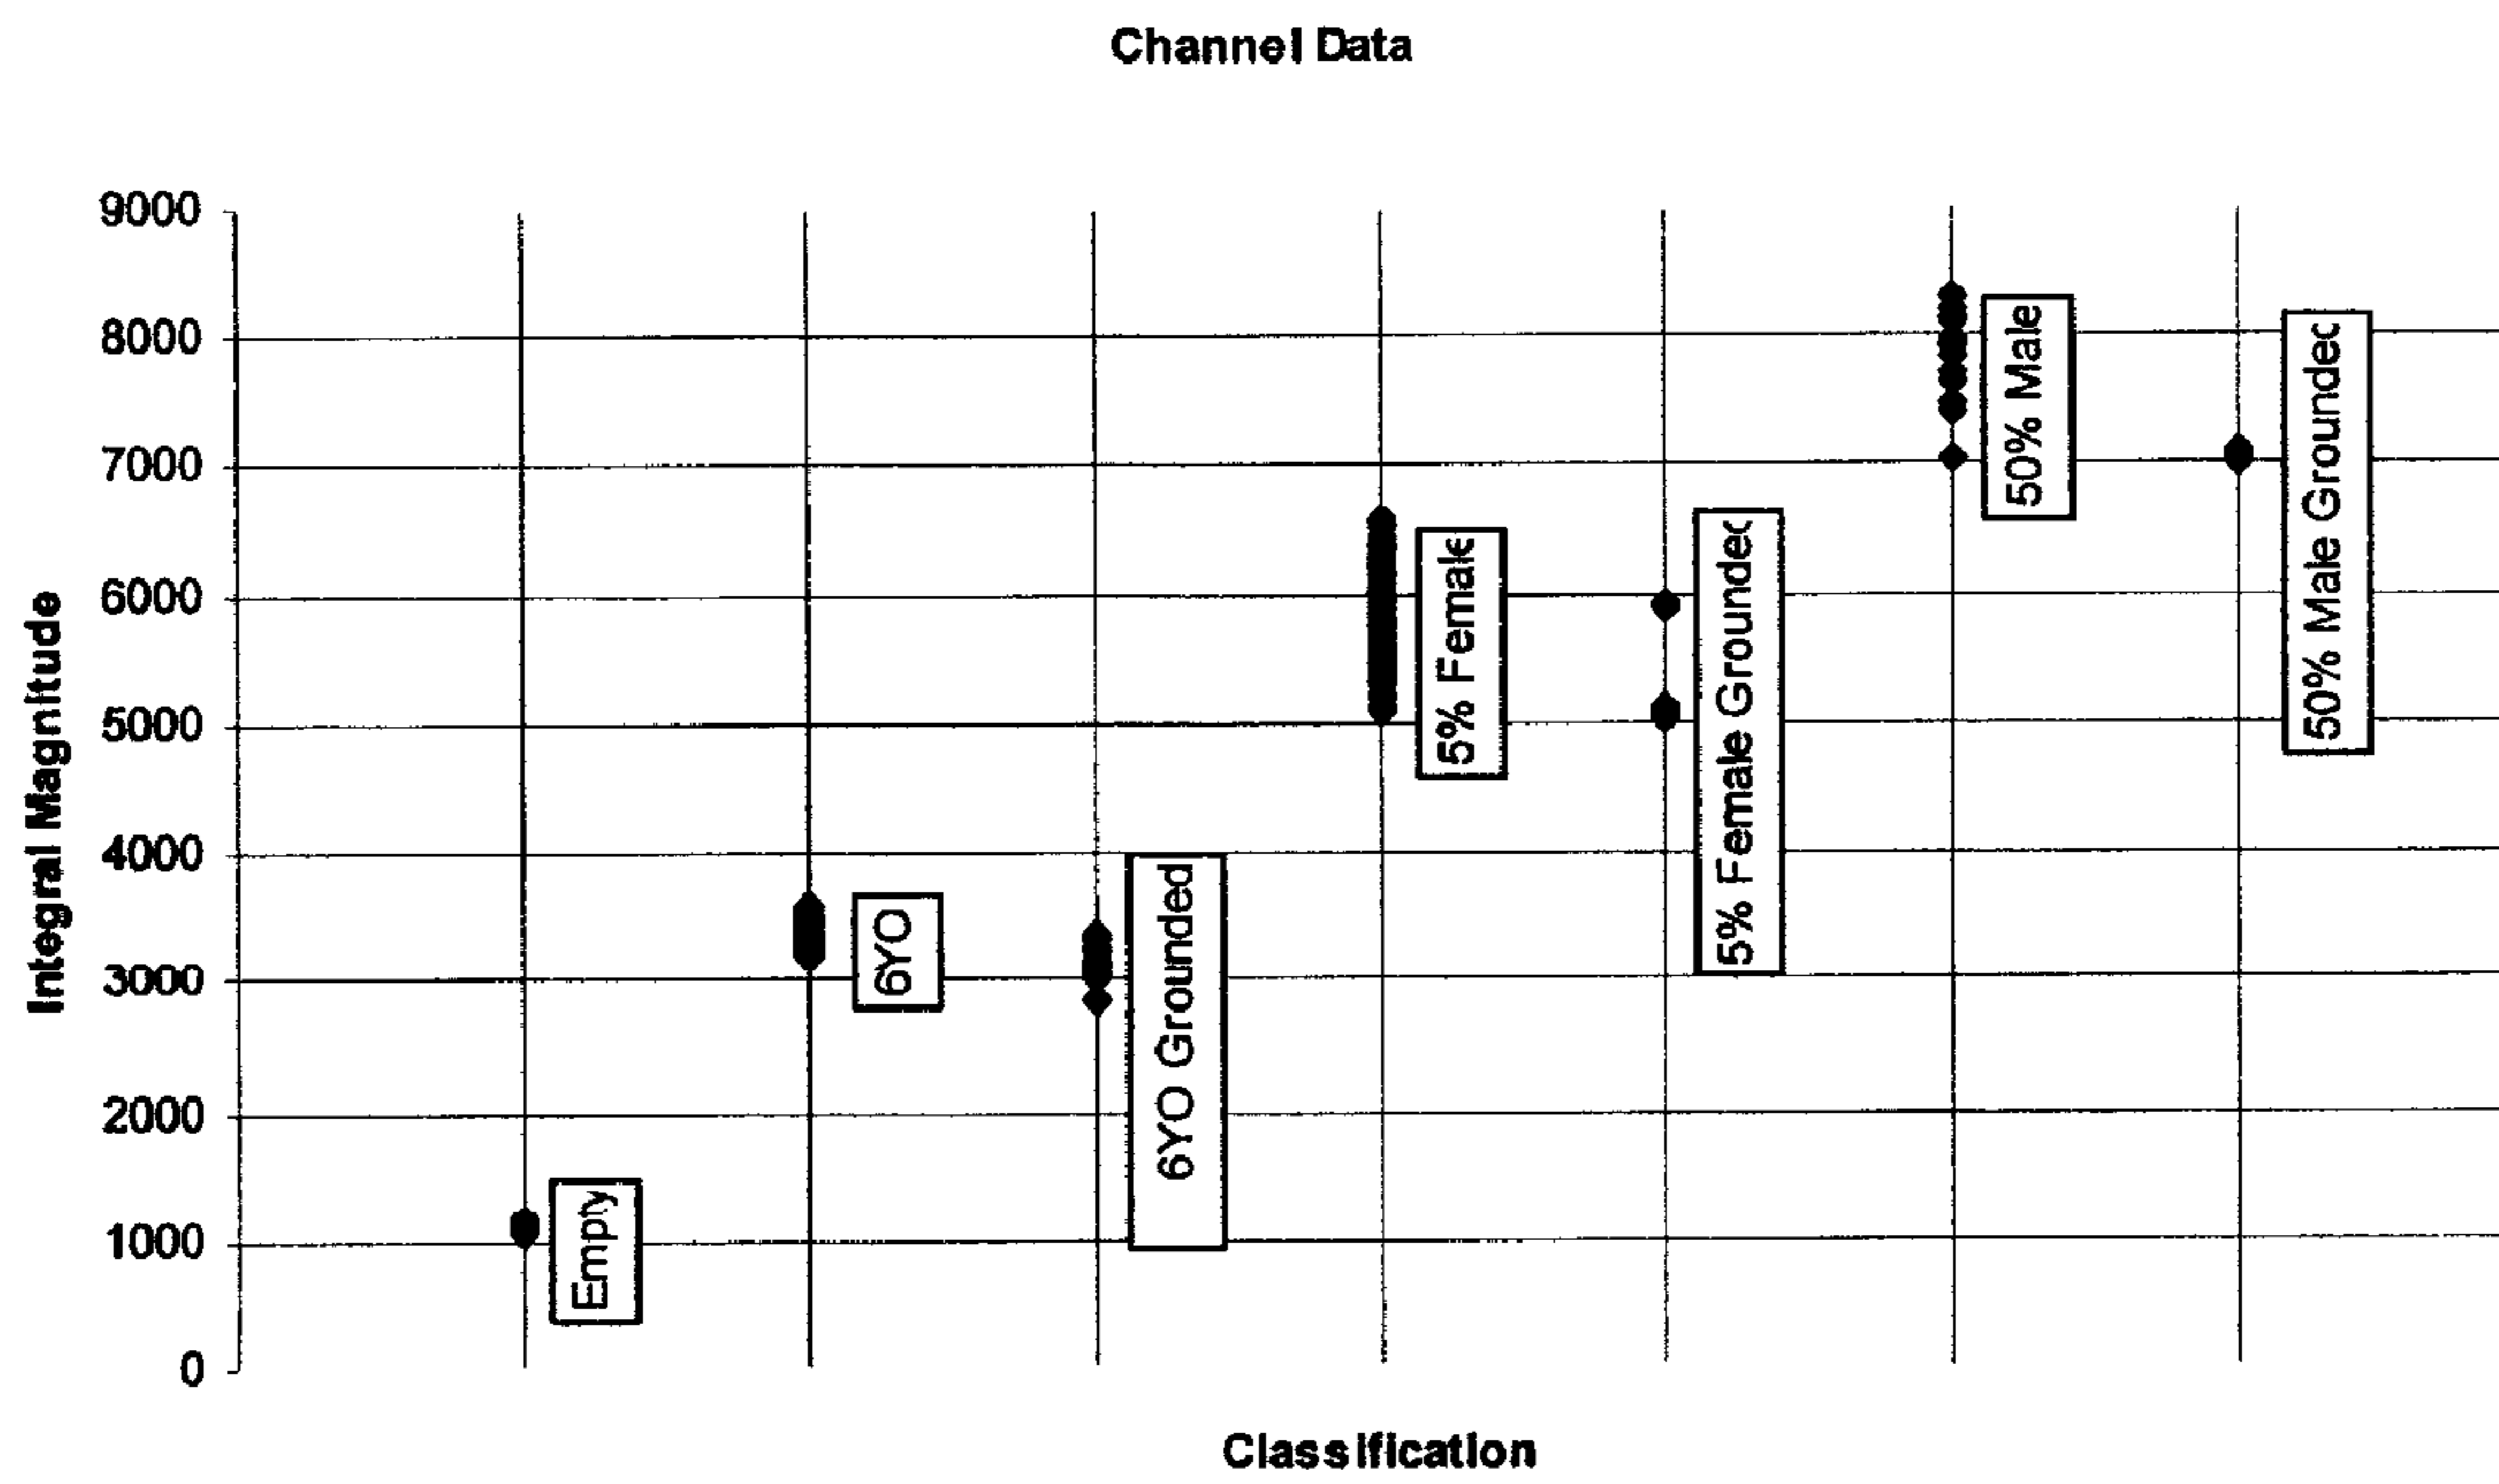 Channel Data
9000
8000
7000
6000
5000
4000
3000
2000
1000
0
Integral Magnitude
Empty
6YO
6YO Grounded
5% Female
5% Female Grounded
50% Male
50% Male Grounded
Classification